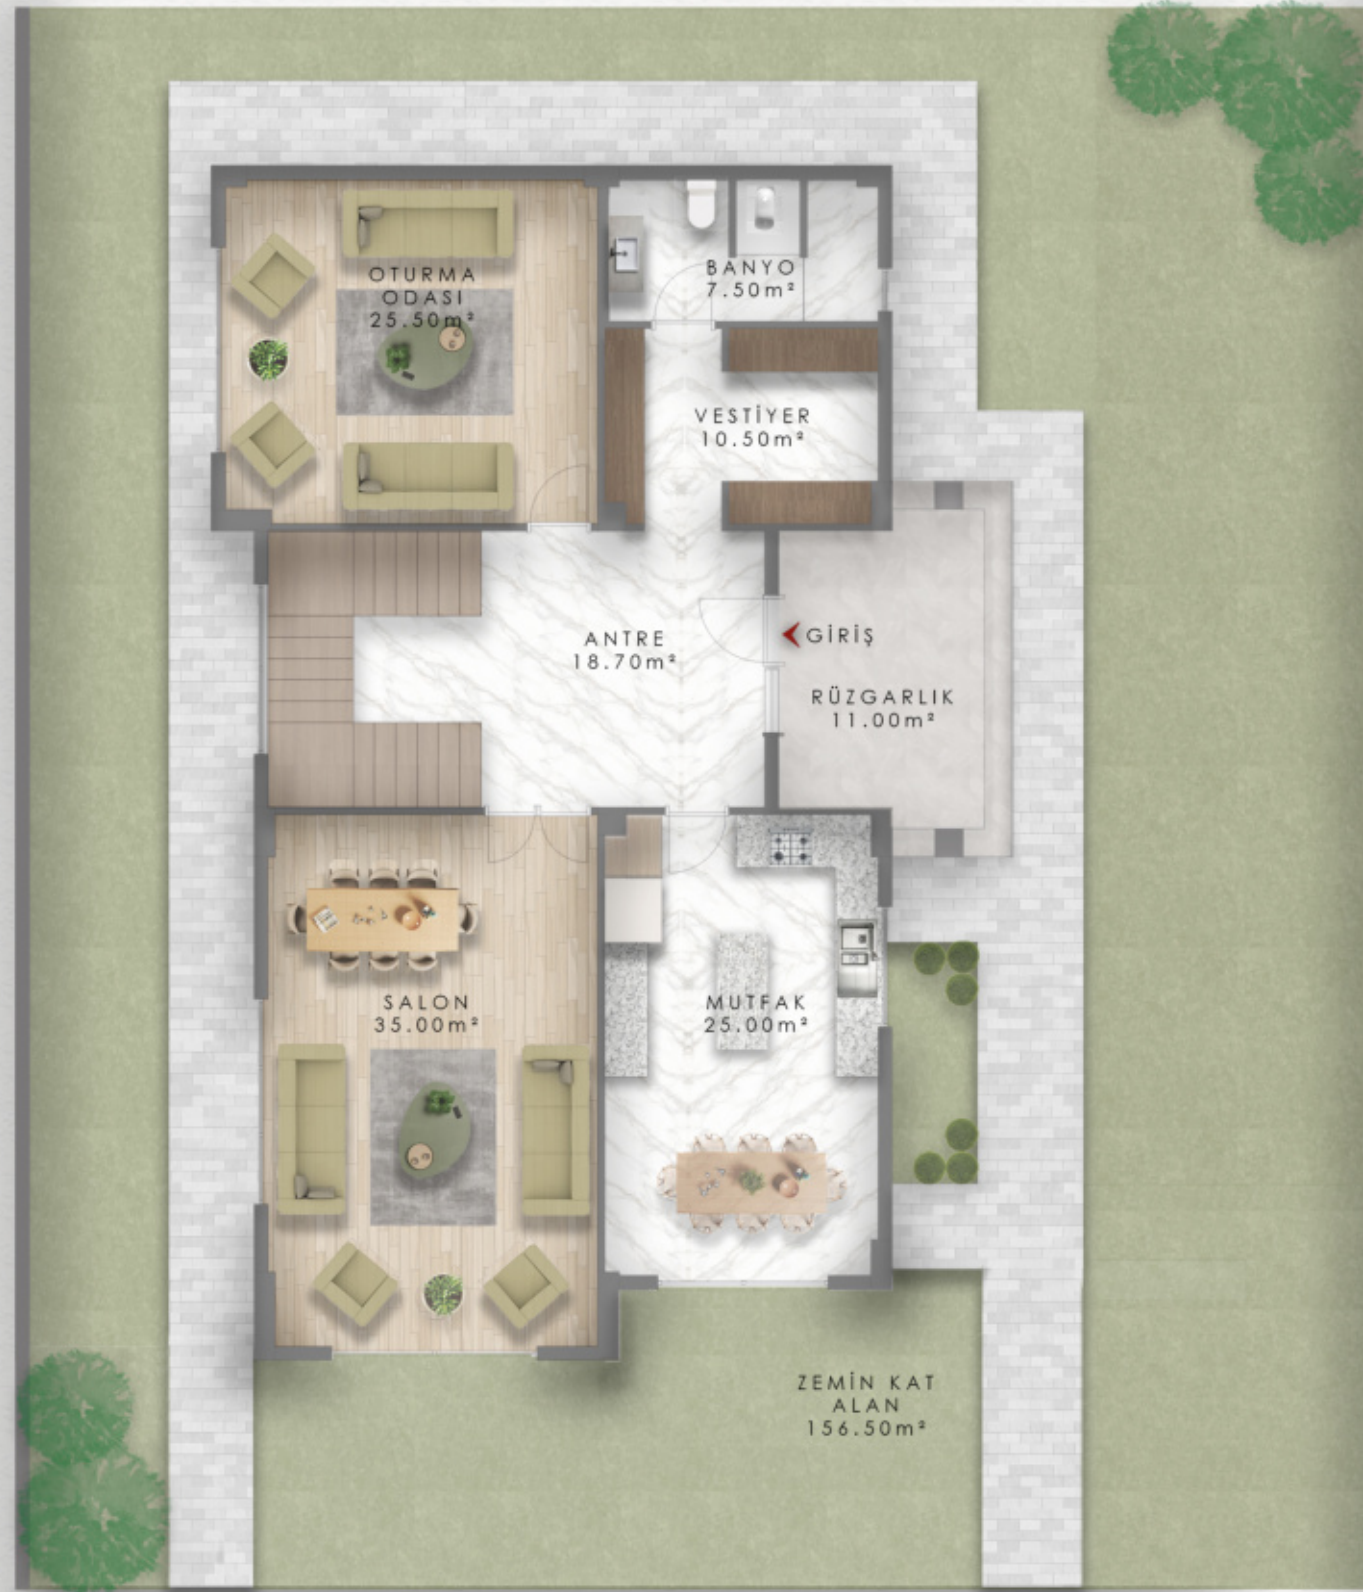 OTURMA
ODASI
25.50m²
BANYO
7.50m²
VESTİYER
10.50m²
ANTRE
18.70m²
GİRİŞ
RÜZGARLIK
11.00m²
SALON
35.00m²
MUTFAK
25.00m²
ZEMİN KAT
ALAN
156.50m²